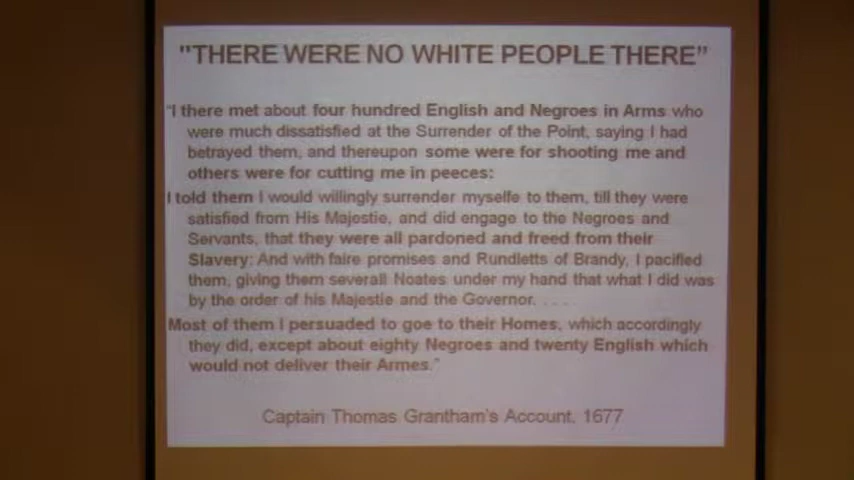 "THERE WERE NO WHITE PEOPLE THERE"
"I there met about four hundred English and Negroes in Arms who
were much dissatisfied at the Surrender of the Point, saying I had
betrayed them, and thereupon some were for shooting me and
others were for cutting me in peeces:
I told them I would willingly surrender myselfe to them, till they were
satisfied from His Majestie, and did engage to the Negroes and
Servants, that they were all pardoned and freed from their
Slavery: And with faire promises and Rundletts of Brandy, I pacified
them, giving them severall Noates under my hand that what I did was
by the order of his Majestie and the Governor. . . . .
Most of them I persuaded to goe to their Homes, which accordingly
they did, except about eighty Negroes and twenty English which
would not deliver their Armes."
Captain Thomas Grantham's Account, 1677